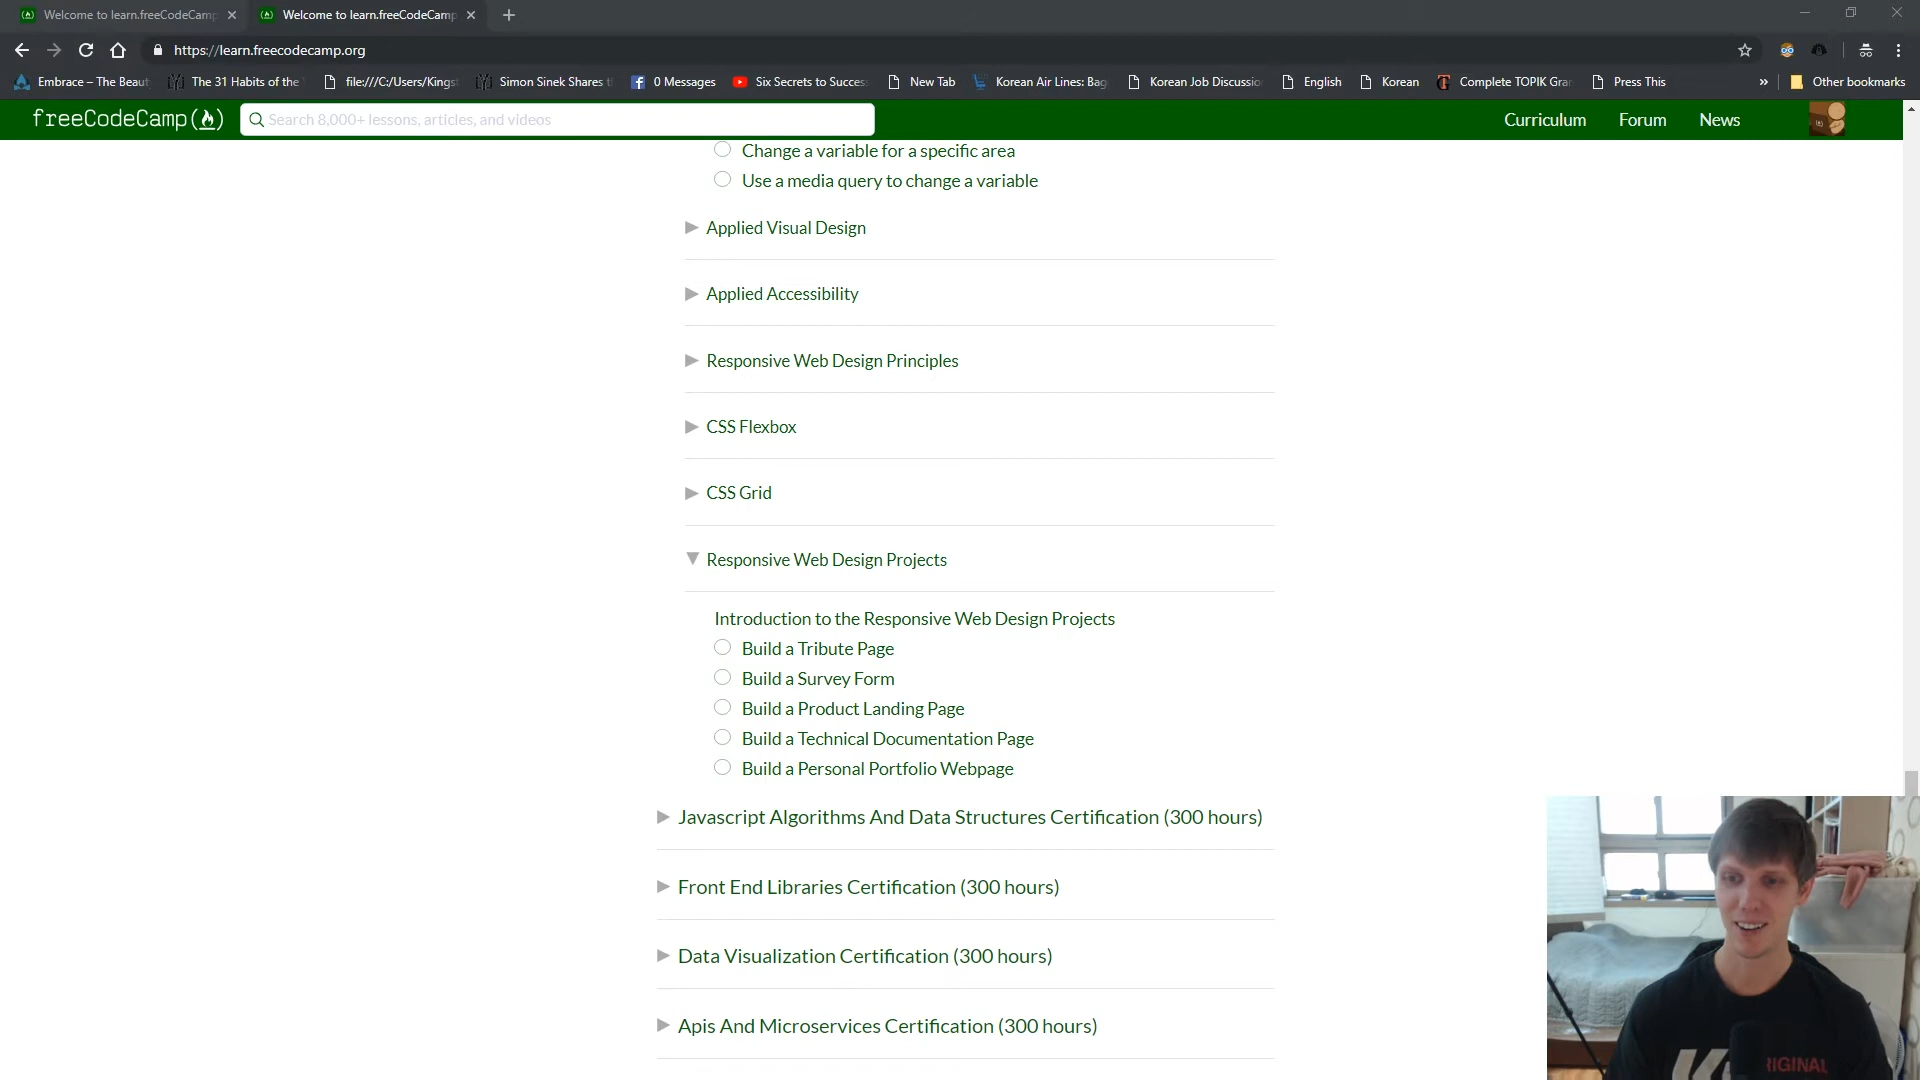 Welcome to learn.freeCodeCamp
Welcome to learn.freeCodeCamp
https://learn.freecodecamp.org
Embrace – The Beaut
The 31 Habits of the
file:///C:/Users/Kings
Simon Sinek Shares t
0 Messages
Six Secrets to Succes
New Tab
Korean Air Lines: Bag
Korean Job Discussio
English
Korean
Complete TOPIK Gra
Press This
»
Other bookmarks
freeCodeCamp
Search 8,000+ lessons, articles, and videos
Curriculum
Forum
News
Change a variable for a specific area
Use a media query to change a variable
Applied Visual Design
Applied Accessibility
Responsive Web Design Principles
CSS Flexbox
CSS Grid
Responsive Web Design Projects
Introduction to the Responsive Web Design Projects
Build a Tribute Page
Build a Survey Form
Build a Product Landing Page
Build a Technical Documentation Page
Build a Personal Portfolio Webpage
Javascript Algorithms And Data Structures Certification (300 hours)
Front End Libraries Certification (300 hours)
Data Visualization Certification (300 hours)
Apis And Microservices Certification (300 hours)